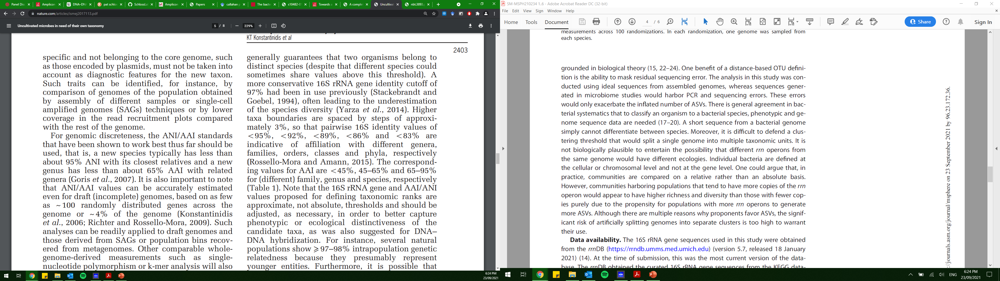 Panel Disc
Amplicon
DNA–DN
pat schlos
SchlossLa
Amplicon
Papers
callahan p
The bacte
s10482-01
Towards a
A comple
Uncultivat
nbt.3893.p
nature.com/articles/ismej2017113.pdf
Uncultivated microbes in need of their own taxonomy
5 / 8
229%
KT Konstantinidis et al
2403
specific and not belonging to the core genome, such
as those encoded by plasmids, must not be taken into
account as diagnostic features for the new taxon.
Such traits can be identified, for instance, by
comparison of genomes of the population obtained
by assembly of different samples or single-cell
amplified genomes (SAGs) techniques or by lower
coverage in the read recruitment plots compared
with the rest of the genome.
For genomic discreteness, the ANI/AAI standards
that have been shown to work best thus far should be
used, that is, a new species typically has less than
about 95% ANI with its closest relatives and a new
genus has less than about 65% AAI with related
genera (Goris et al., 2007). It is also important to note
that ANI/AAI values can be accurately estimated
even for draft (incomplete) genomes, based on as few
as ~100 randomly distributed genes across the
genome or ~4% of the genome (Konstantinidis
et al., 2006; Richter and Rossello-Mora, 2009). Such
analyses can be readily applied to draft genomes and
those derived from SAGs or population bins recov-
ered from metagenomes. Other comparable whole-
genome-derived measurements such as single-
nucleotide polymorphism or k-mer analysis will also
generally guarantees that two organisms belong to
distinct species (despite that different species could
sometimes share values above this threshold). A
more conservative 16S rRNA gene identity cutoff of
97% had been in use previously (Stackebrandt and
Goebel, 1994), often leading to the underestimation
of the species diversity (Yarza et al., 2014). Higher
taxa boundaries are spaced by steps of approxi-
mately 3%, so that pairwise 16S identity values of
<95%, <92%, <89%, <86% and <83% are
indicative of affiliation with different genera,
families, orders, classes and phyla, respectively
(Rossello-Mora and Amann, 2015). The correspond-
ing values for AAI are <45%, 45–65% and 65–95%
for (different) family, genus and species, respectively
(Table 1). Note that the 16S rRNA gene and AAI/ANI
values proposed for defining taxonomic ranks are
approximate, not absolute, thresholds and should be
adjusted, as necessary, in order to better capture
phenotypic or ecological distinctiveness of the
candidate taxa, as was also suggested for DNA–
DNA hybridization. For instance, several natural
populations show ⩾97–98% intrapopulation genetic
relatedness because they presumably represent
younger entities. Furthermore, it is possible that
6:24 PM
23/09/2021
SM-MSPH210234 1.6 - Adobe Acrobat Reader DC (32-bit)
File Edit View Sign Window Help
Home Tools Document
4 / 6
Share
Sign In
measurements across 100 randomizations. In each randomization, one genome was sampled from
each species.
grounded in biological theory (15, 22–24). One benefit of a distance-based OTU defini-
tion is the ability to mask residual sequencing error. The analysis in this study was con-
ducted using ideal sequences from assembled genomes, whereas sequences gener-
ated in microbiome studies would harbor PCR and sequencing errors. These errors
would only exacerbate the inflated number of ASVs. There is general agreement in bac-
terial systematics that to classify an organism to a bacterial species, phenotypic and ge-
nome sequence data are needed (17–20). A short sequence from a bacterial genome
simply cannot differentiate between species. Moreover, it is difficult to defend a clus-
tering threshold that would split a single genome into multiple taxonomic units. It is
not biologically plausible to entertain the possibility that different rrn operons from
the same genome would have different ecologies. Individual bacteria are defined at
the cellular or chromosomal level and not at the gene level. One could argue that, in
practice, communities are compared on a relative rather than an absolute basis.
However, communities harboring populations that tend to have more copies of the rrn
operon would appear to have higher richness and diversity than those with fewer cop-
ies purely due to the propensity for populations with more rrn operons to generate
more ASVs. Although there are multiple reasons why proponents favor ASVs, the signif-
icant risk of artificially splitting genomes into separate clusters is too high to warrant
their use.
Data availability. The 16S rRNA gene sequences used in this study were obtained
from the rrnDB (https://rrndb.umms.med.umich.edu) (version 5.7, released 18 January
2021) (14). At the time of submission, this was the most current version of the data-
base. The rrnDB obtained the curated 16S rRNA gene sequences from the KEGG data-
://journals.asm.org/journal/msphere on 23 September 2021 by 96.23.172.36.
ENG
6:24 PM
23/09/2021